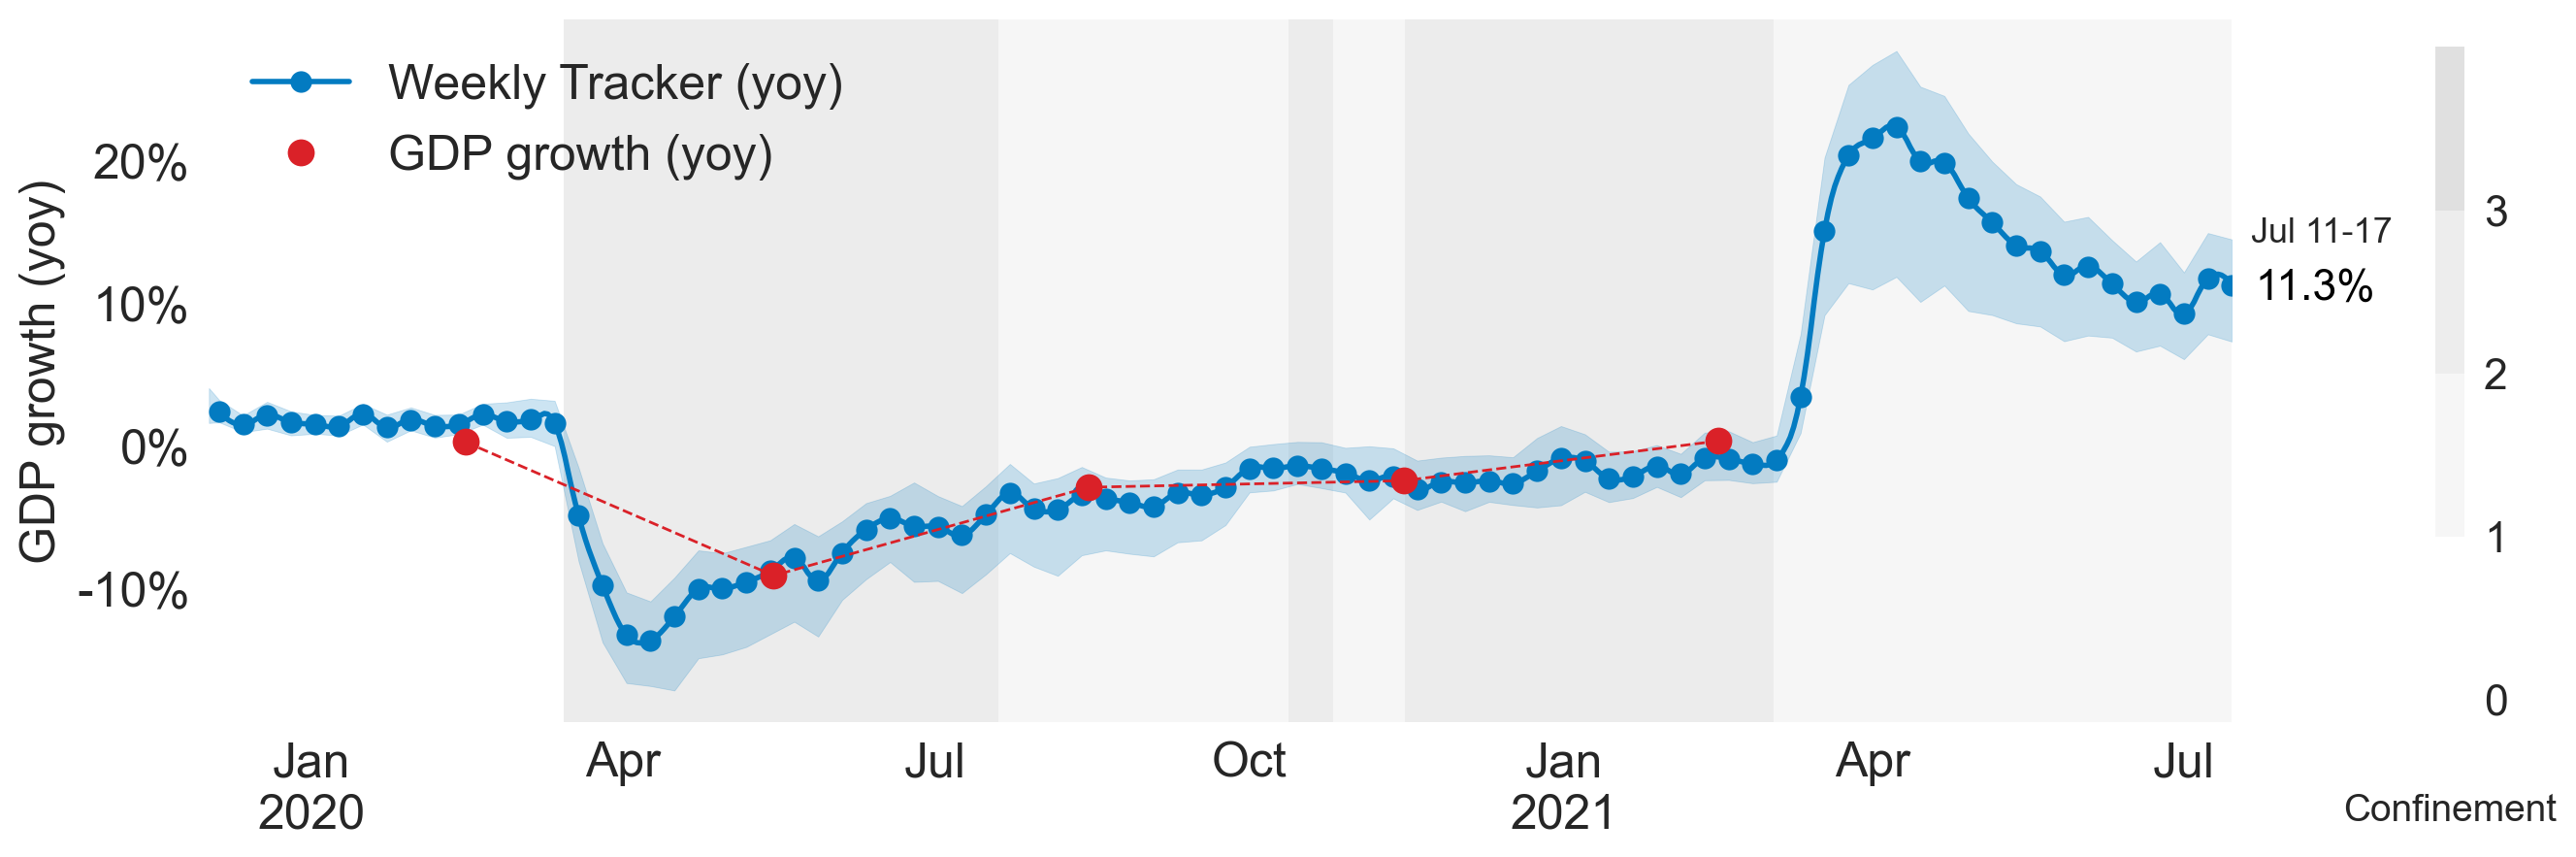 Weekly Tracker (yoy)
GDP growth (yoy)
GDP growth (yoy)
20%
10%
0%
-10%
Jan
2020
Apr
Jul
Oct
Jan
2021
Apr
Jul
Jul 11-17
11.3%
3
2
1
0
Confinement